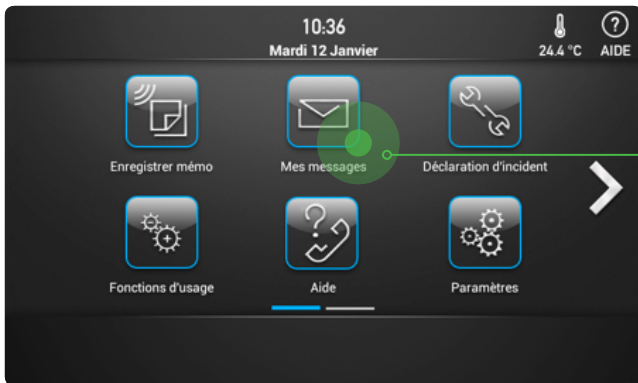 10:36
Mardi 12 Janvier
24.4 °C
AIDE
Enregistrer mémo
Mes messages
Déclaration d'incident
Fonctions d'usage
Aide
Paramètres